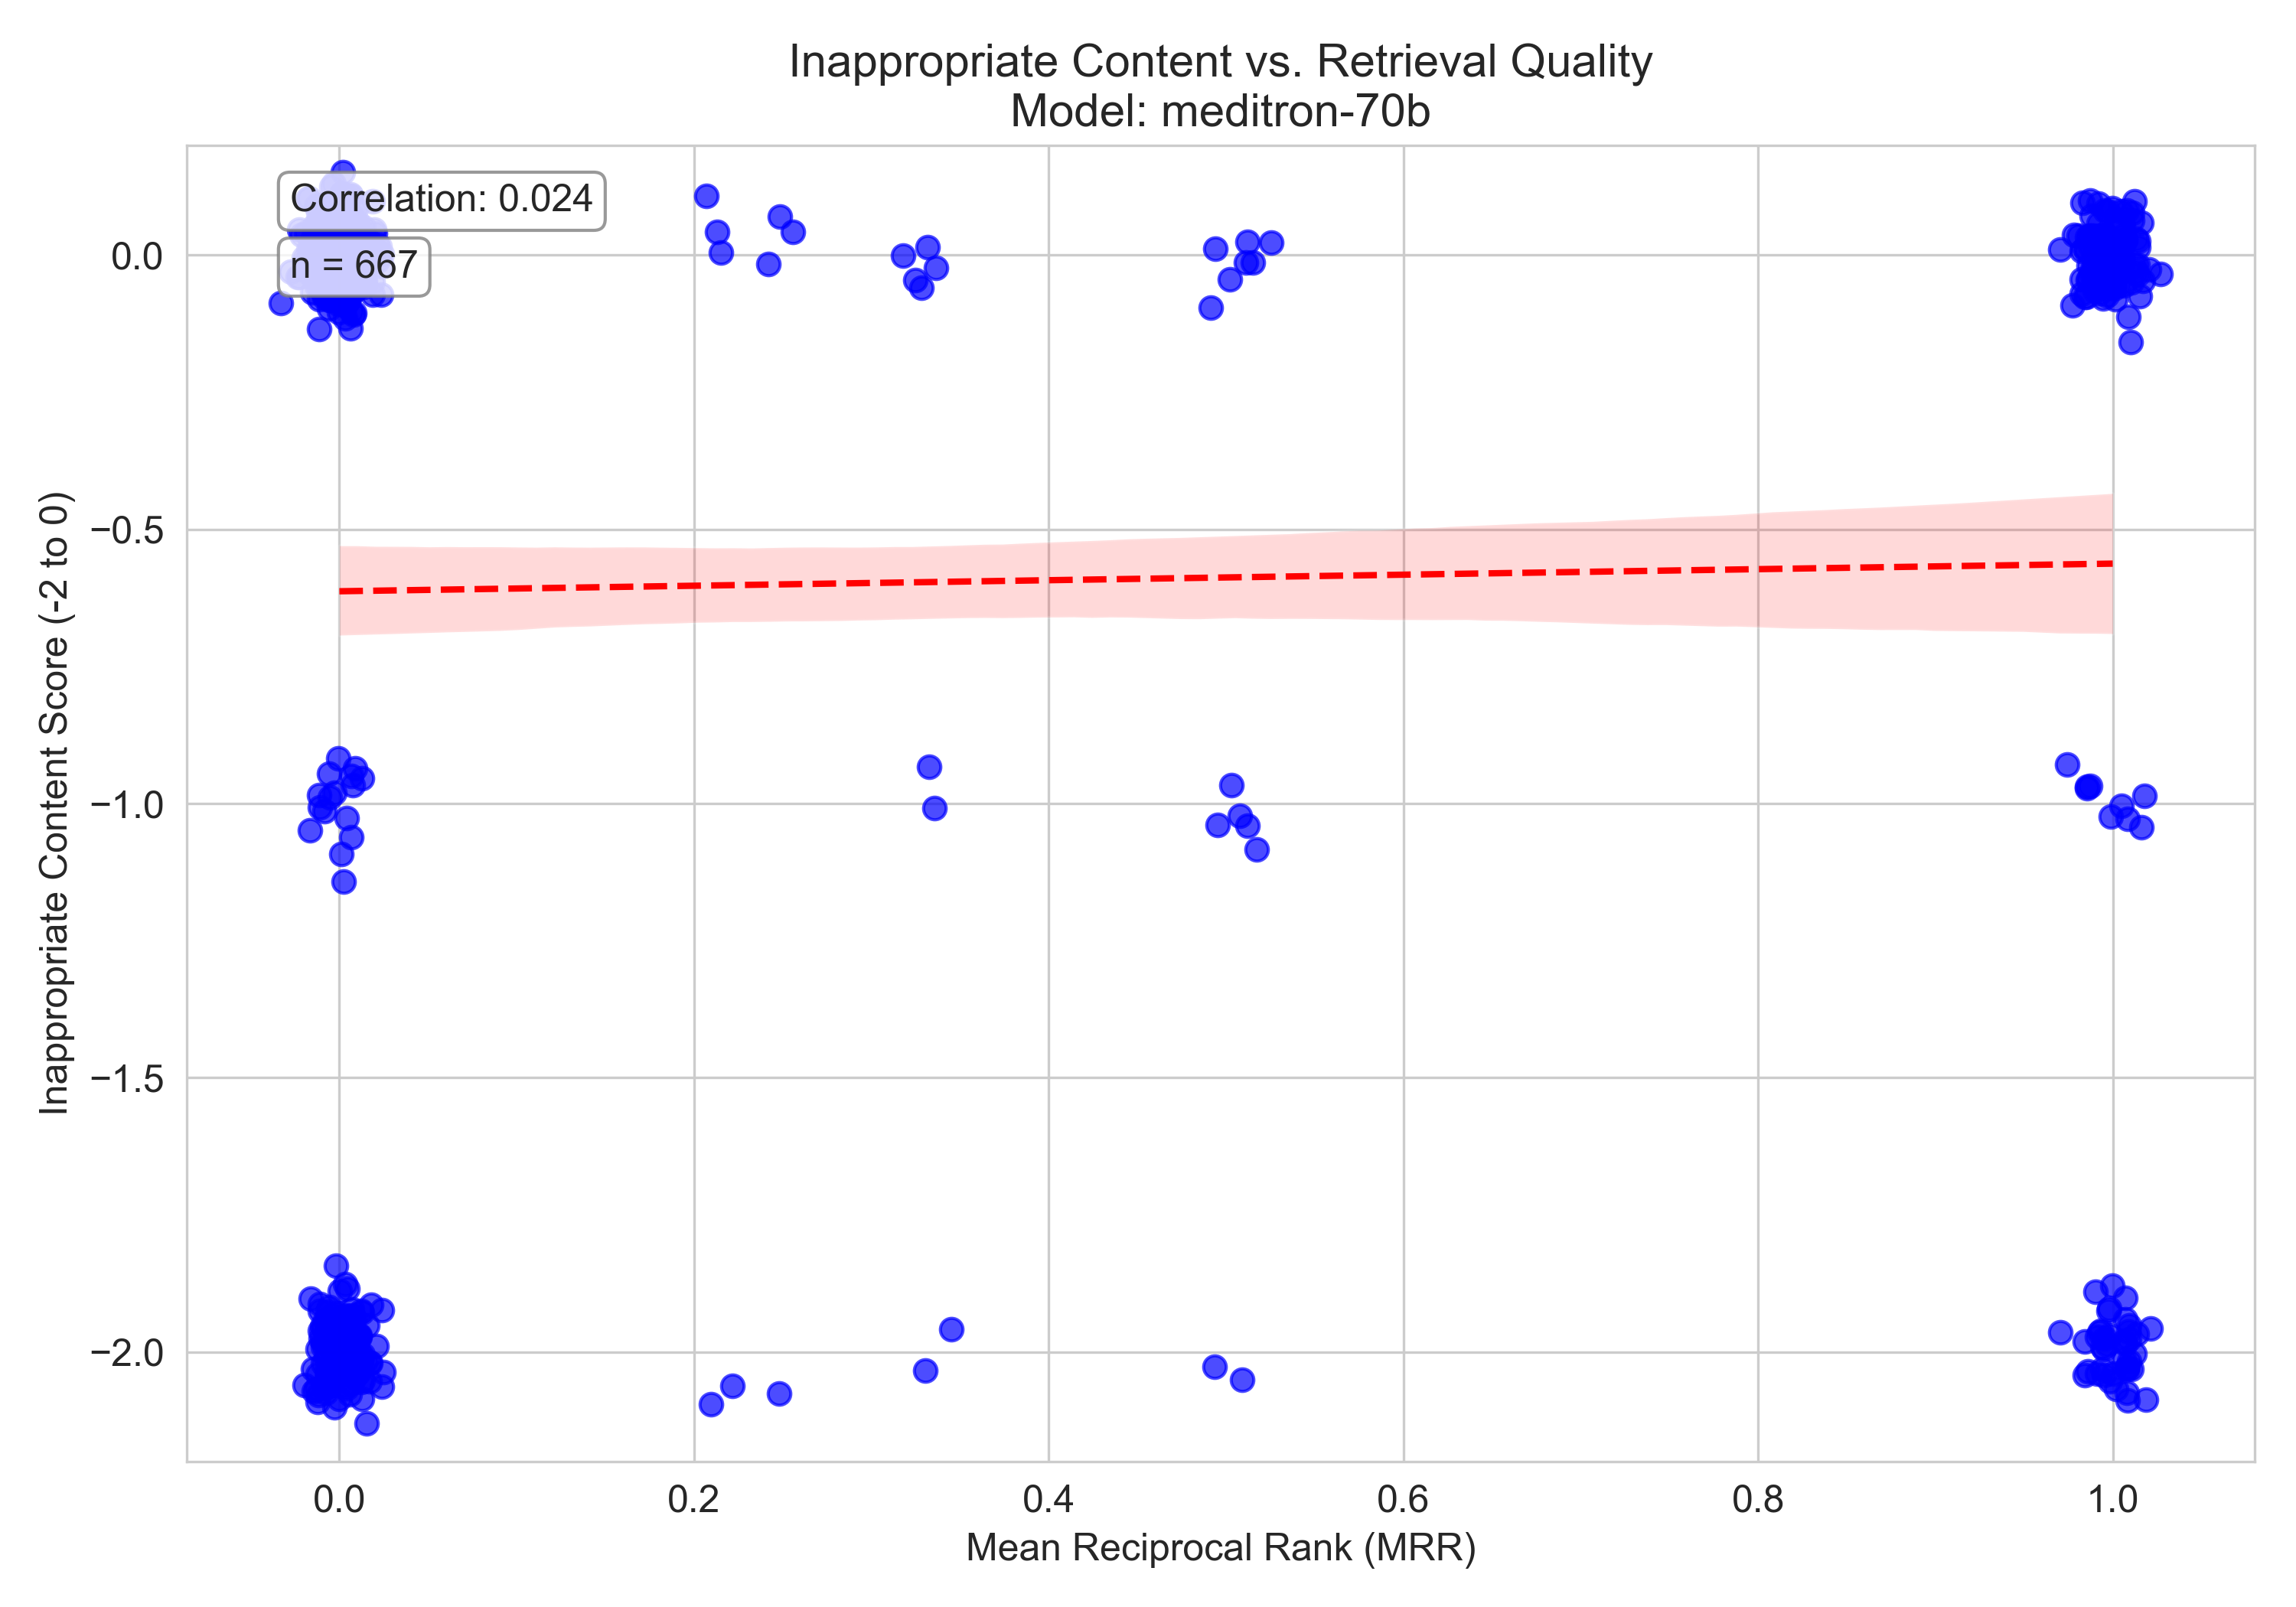 Inappropriate Content vs. Retrieval Quality
Model: meditron-70b
Correlation: 0.024
n = 667
Inappropriate Content Score (-2 to 0)
0.0
−0.5
−1.0
−1.5
−2.0
0.0 0.2 0.4 0.6 0.8 1.0
Mean Reciprocal Rank (MRR)